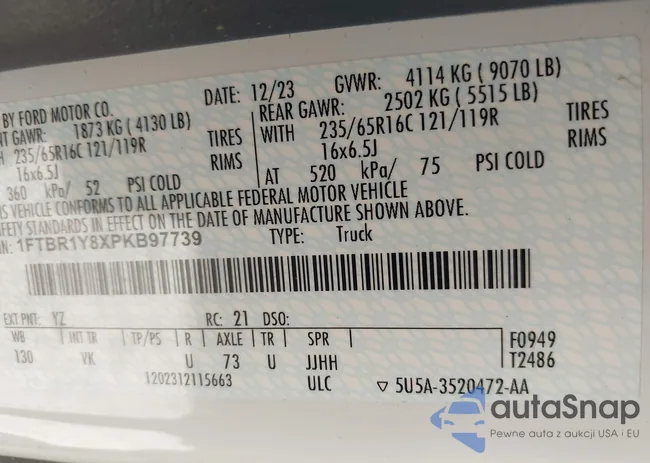 BY FORD MOTOR CO. DATE: 12/23 GVWR: 4114 KG ( 9070 LB)
GAWR: 1873 KG ( 4130 LB) REAR GAWR: 2502 KG ( 5515 LB)
235/65R16C 121/119R TIRES WITH 235/65R16C 121/119R TIRES
16x6.5J RIMS 16x6.5J RIMS
360 kPa/ 52 PSI COLD AT 520 kPa/ 75 PSI COLD
VEHICLE CONFORMS TO ALL APPLICABLE FEDERAL MOTOR VEHICLE
STANDARDS IN EFFECT ON THE DATE OF MANUFACTURE SHOWN ABOVE.
1FTBR1Y8XPKB97739 TYPE: Truck
EXT PNT: YZ RC: 21 DSO:
WB | INT TR | TP/PS | R | AXLE | TR | SPR F0949
130 VK U 73 U JJHH T2486
1202312115663 ULC ▽ 5U5A-3520472-AA
autaSnap
Pewne auta z aukcji USA i EU